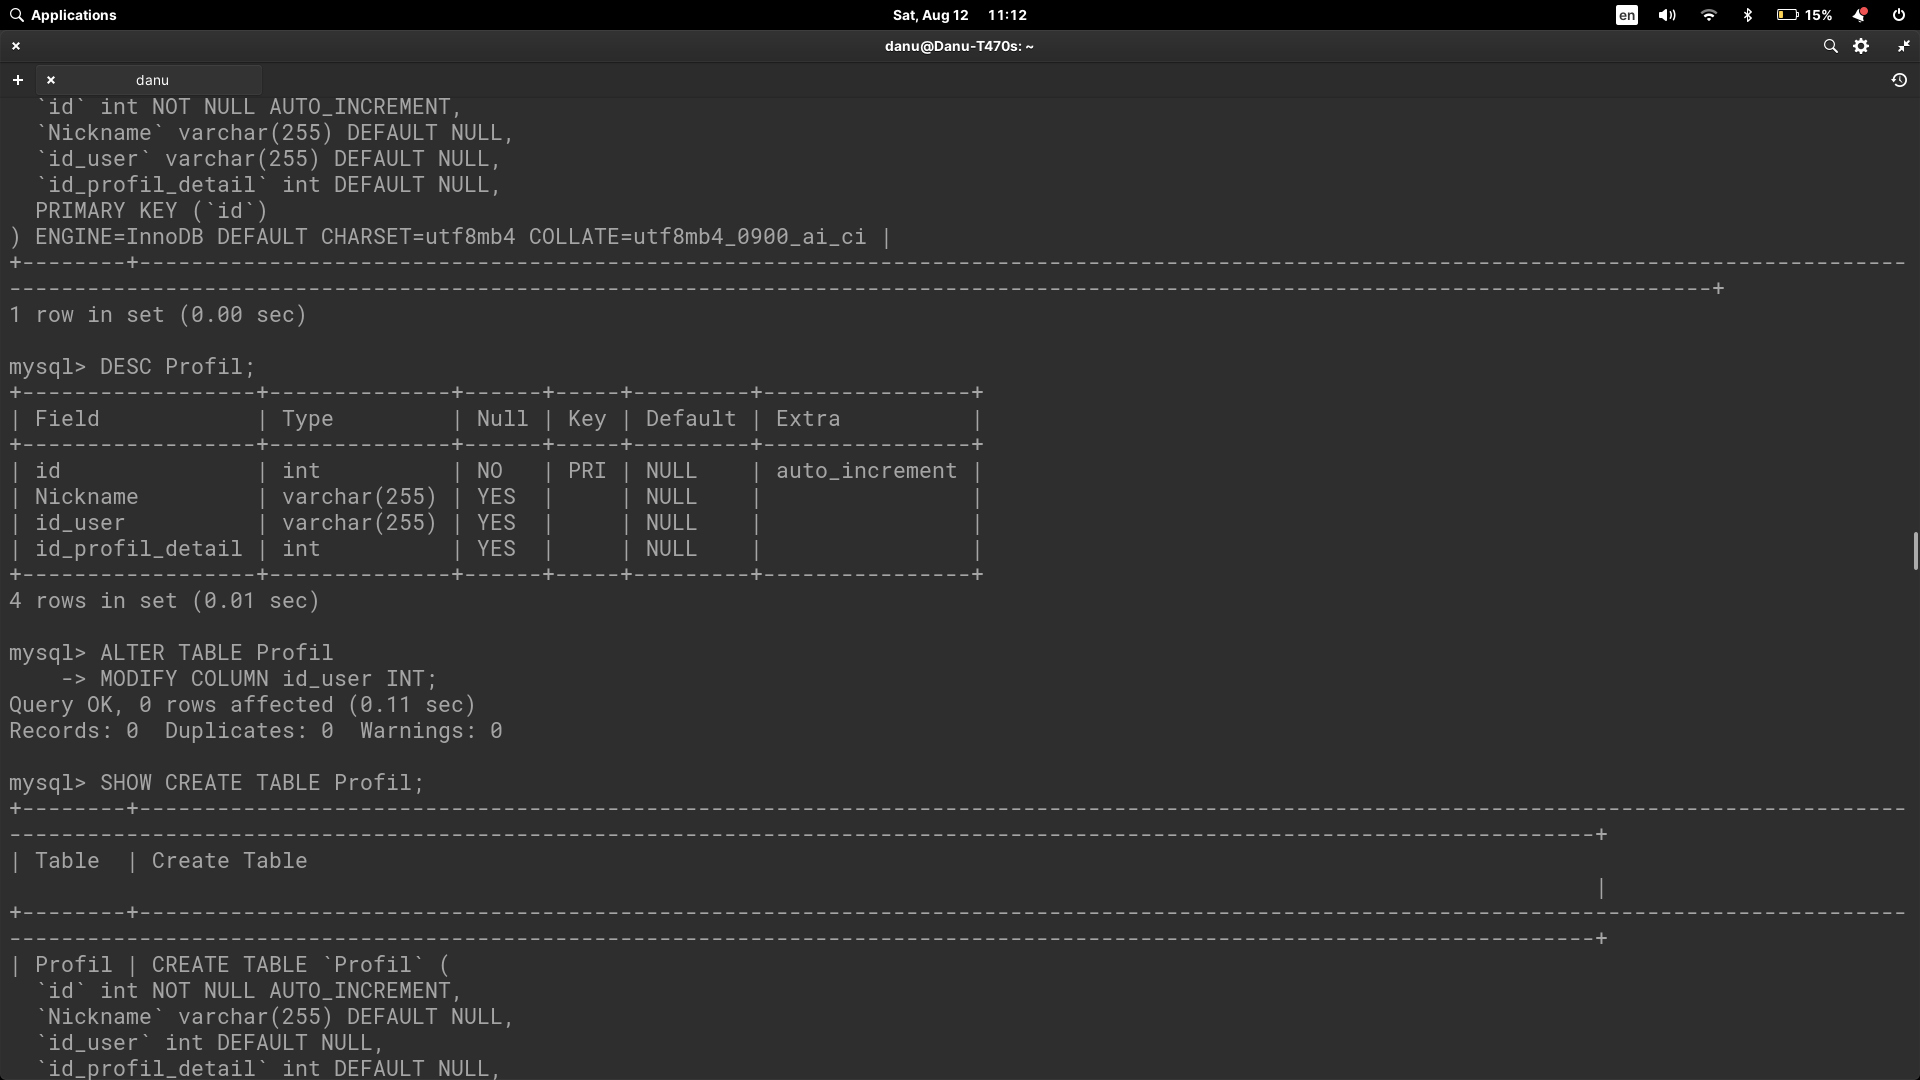 Applications
Sat, Aug 12 11:12
en
15%
danu@Danu-T470s: ~
danu
  `id` int NOT NULL AUTO_INCREMENT,
  `Nickname` varchar(255) DEFAULT NULL,
  `id_user` varchar(255) DEFAULT NULL,
  `id_profil_detail` int DEFAULT NULL,
  PRIMARY KEY (`id`)
) ENGINE=InnoDB DEFAULT CHARSET=utf8mb4 COLLATE=utf8mb4_0900_ai_ci |
1 row in set (0.00 sec)
mysql> DESC Profil;
+------------------+--------------+------+-----+---------+----------------+
| Field            | Type         | Null | Key | Default | Extra          |
+------------------+--------------+------+-----+---------+----------------+
| id               | int          | NO   | PRI | NULL    | auto_increment |
| Nickname         | varchar(255) | YES  |     | NULL    |                |
| id_user          | varchar(255) | YES  |     | NULL    |                |
| id_profil_detail | int          | YES  |     | NULL    |                |
+------------------+--------------+------+-----+---------+----------------+
4 rows in set (0.01 sec)
mysql> ALTER TABLE Profil
    -> MODIFY COLUMN id_user INT;
Query OK, 0 rows affected (0.11 sec)
Records: 0  Duplicates: 0  Warnings: 0
mysql> SHOW CREATE TABLE Profil;
| Table  | Create Table
|
| Profil | CREATE TABLE `Profil` (
  `id` int NOT NULL AUTO_INCREMENT,
  `Nickname` varchar(255) DEFAULT NULL,
  `id_user` int DEFAULT NULL,
  `id_profil_detail` int DEFAULT NULL,